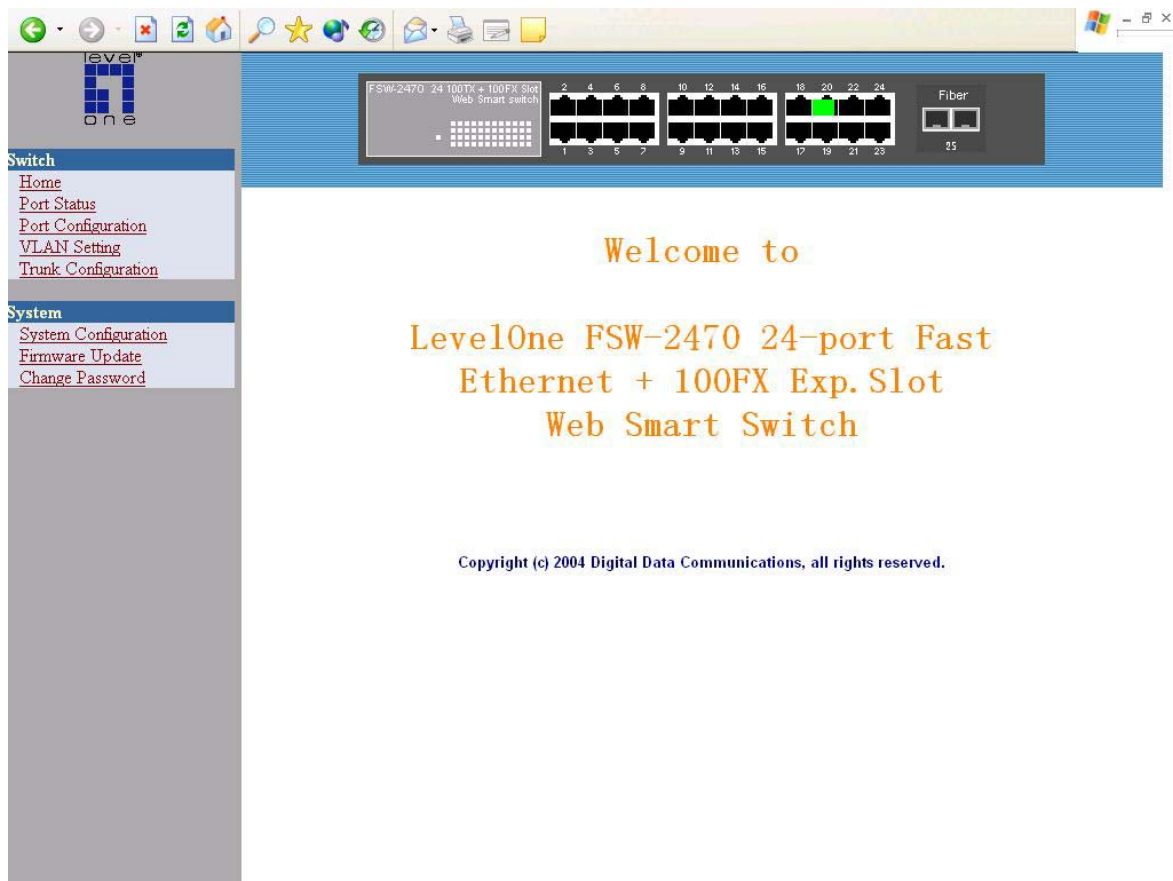 level®
one
FSW-2470 24 100TX + 100FX Slot
Web Smart switch
2 4 6 8 10 12 14 16 18 20 22 24
Fiber
1 3 5 7 9 11 13 15 17 19 21 23
25
Switch
Home
Port Status
Port Configuration
VLAN Setting
Trunk Configuration
System
System Configuration
Firmware Update
Change Password
Welcome to
LevelOne FSW-2470 24-port Fast
Ethernet + 100FX Exp.Slot
Web Smart Switch
Copyright (c) 2004 Digital Data Communications, all rights reserved.